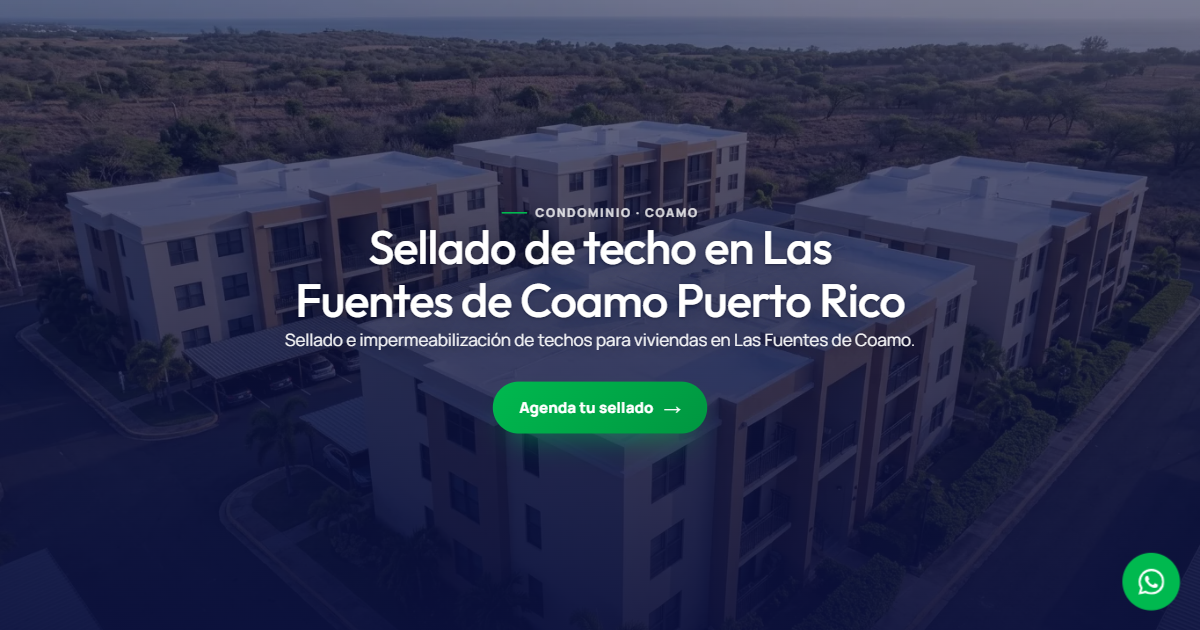 CONDOMINIO · COAMO
Sellado de techo en Las
Fuentes de Coamo Puerto Rico
Sellado e impermeabilización de techos para viviendas en Las Fuentes de Coamo.
Agenda tu sellado →